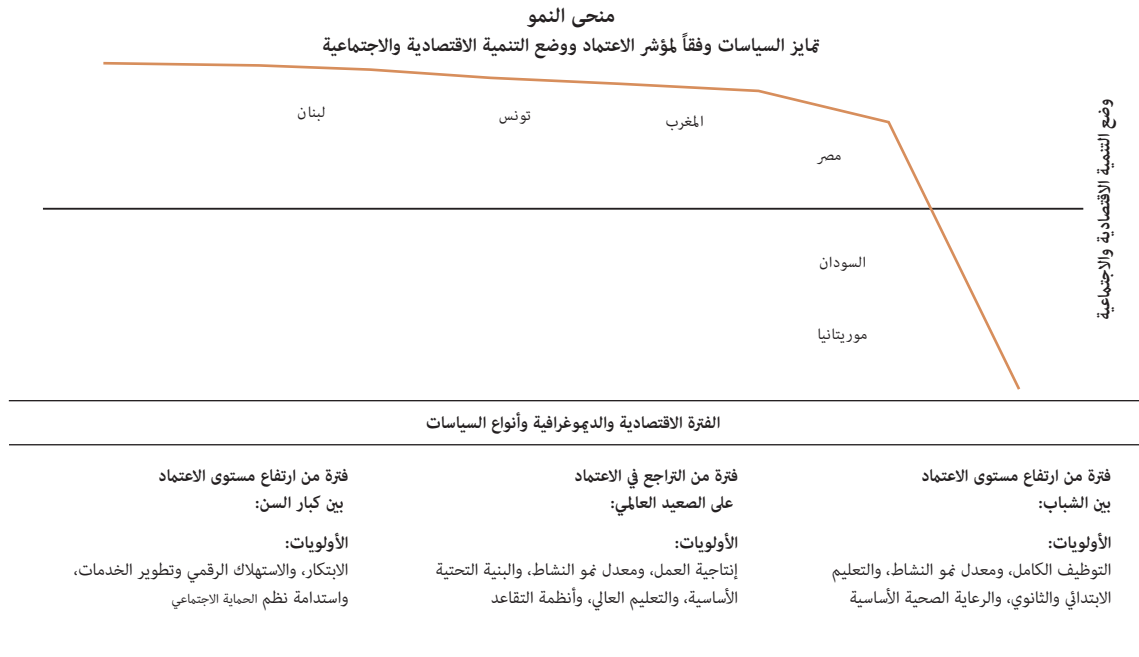 منحى النمو
تمايز السياسات وفقاً لمؤشر الاعتماد ووضع التنمية الاقتصادية والاجتماعية
وضع التنمية الاقتصادية والاجتماعية
المغرب
تونس
لبنان
مصر
السودان
موريتانيا
الفترة الاقتصادية والديموغرافية وأنواع السياسات
فترة من ارتفاع مستوى الاعتماد
بين الشباب:
الأولويات:
التوظيف الكامل، ومعدل نمو النشاط، والتعليم
الابتدائي والثانوي، والرعاية الصحية الأساسية
فترة من التراجع في الاعتماد
على الصعيد العالمي:
الأولويات:
إنتاجية العمل، ومعدل نمو النشاط، والبنية التحتية
الأساسية، والتعليم العالي، وأنظمة التقاعد
فترة من ارتفاع مستوى الاعتماد
بين كبار السن:
الأولويات:
الابتكار، والاستهلاك الرقمي وتطوير الخدمات،
واستدامة نظم الحماية الاجتماعي